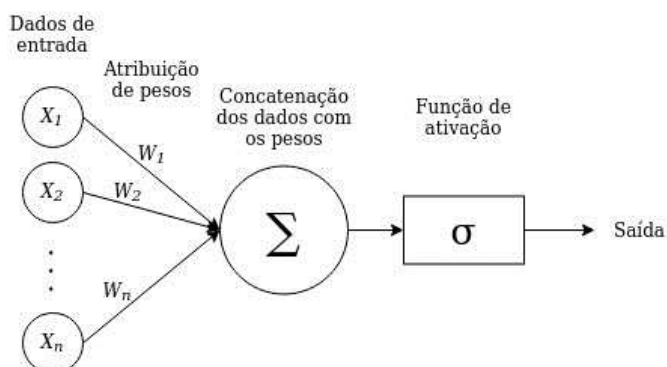 Dados de
entrada
Atribuição
de pesos
Concatenação
dos dados com
os pesos
Função de
ativação
X1
X2
Xn
W1
W2
Wn
∑
σ
Saída